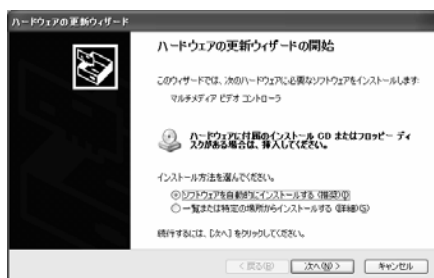 ハードウェアの更新ウィザード
ハードウェアの更新ウィザードの開始
このウィザードでは、次のハードウェアに必要なソフトウェアをインストールします:
マルチメディア ビデオ コントローラ
ハードウェアに付属のインストール CD またはフロッピー ディ
スクがある場合は、挿入してください。
インストール方法を選んでください。
ソフトウェアを自動的にインストールする (推奨)(I)
一覧または特定の場所からインストールする (詳細)(S)
続行するには、[次へ] をクリックしてください。
< 戻る(B)
次へ(N) >
キャンセル